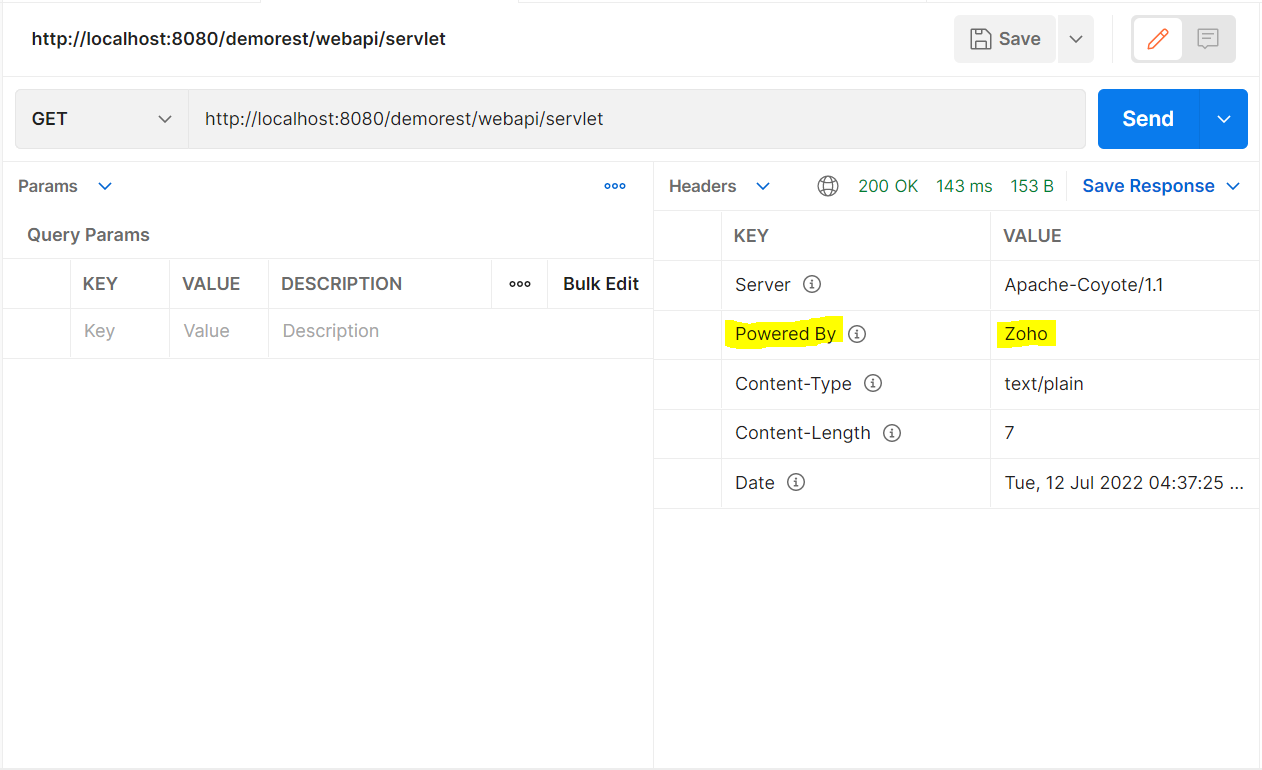 http://localhost:8080/demorest/webapi/servlet
Save
GET
http://localhost:8080/demorest/webapi/servlet
Send
Params
Headers
200 OK 143 ms 153 B
Save Response
Query Params
KEY VALUE DESCRIPTION
Bulk Edit
Key Value Description
KEY VALUE
Server Apache-Coyote/1.1
Powered By Zoho
Content-Type text/plain
Content-Length 7
Date Tue, 12 Jul 2022 04:37:25 ...